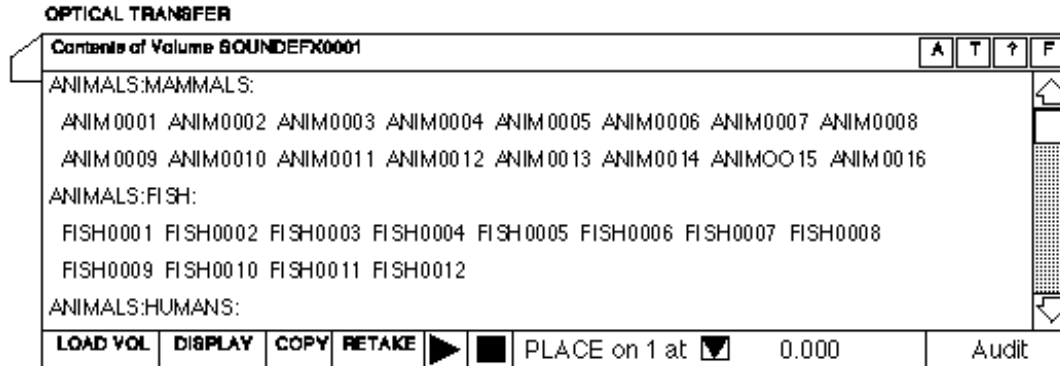 OPTICAL TRANSFER
Contents of Volume SOUNDEFX0001 A T ↑ F
ANIMALS:MAMMALS:
ANIM0001 ANIM0002 ANIM0003 ANIM0004 ANIM0005 ANIM0006 ANIM0007 ANIM0008
ANIM0009 ANIM0010 ANIM0011 ANIM0012 ANIM0013 ANIM0014 ANIMOO15 ANIM0016
ANIMALS:FISH:
FISH0001 FISH0002 FISH0003 FISH0004 FISH0005 FISH0006 FISH0007 FISH0008
FISH0009 FISH0010 FISH0011 FISH0012
ANIMALS:HUMANS:
LOAD VOL DISPLAY COPY RETAKE PLACE on 1 at 0.000 Audit